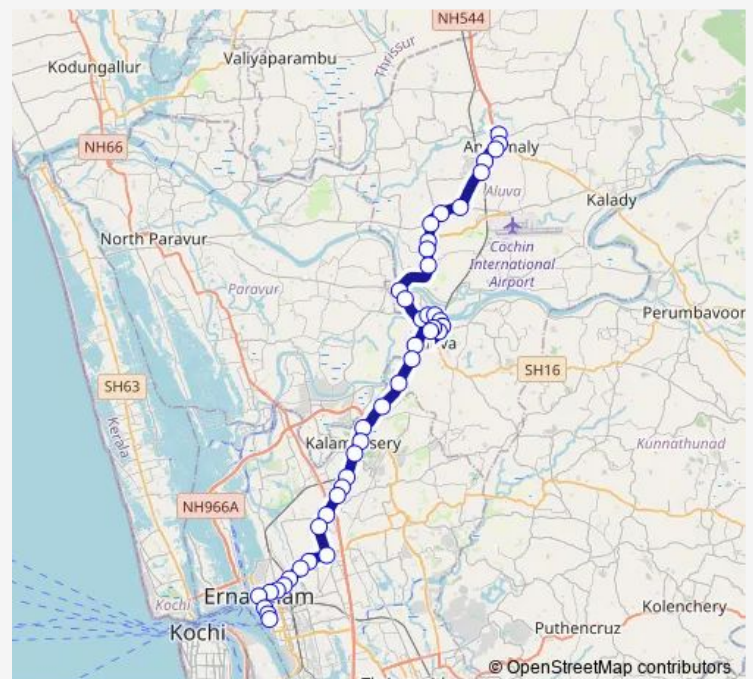 NH544
Kodungallur
Valiyaparambu
Thrissur
NH66
Aluva
Kalady
North Paravur
Cochin
International
Airport
Paravur
Perumbavoor
SH16
SH63
Kerala
Kunnathunad
NH966A
Kochi
Kolenchery
Kochi
Puthencruz
© OpenStreetMap contributors